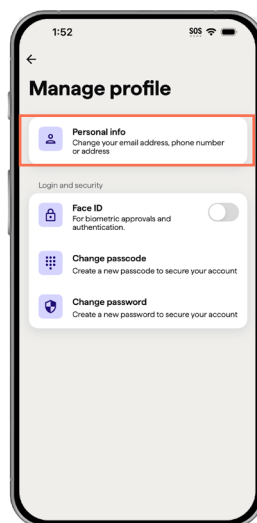 1:52
SOS
Manage profile
Personal info
Change your email address, phone number
or address
Login and security
Face ID
For biometric approvals and
authentication.
Change passcode
Create a new passcode to secure your account
Change password
Create a new password to secure your account